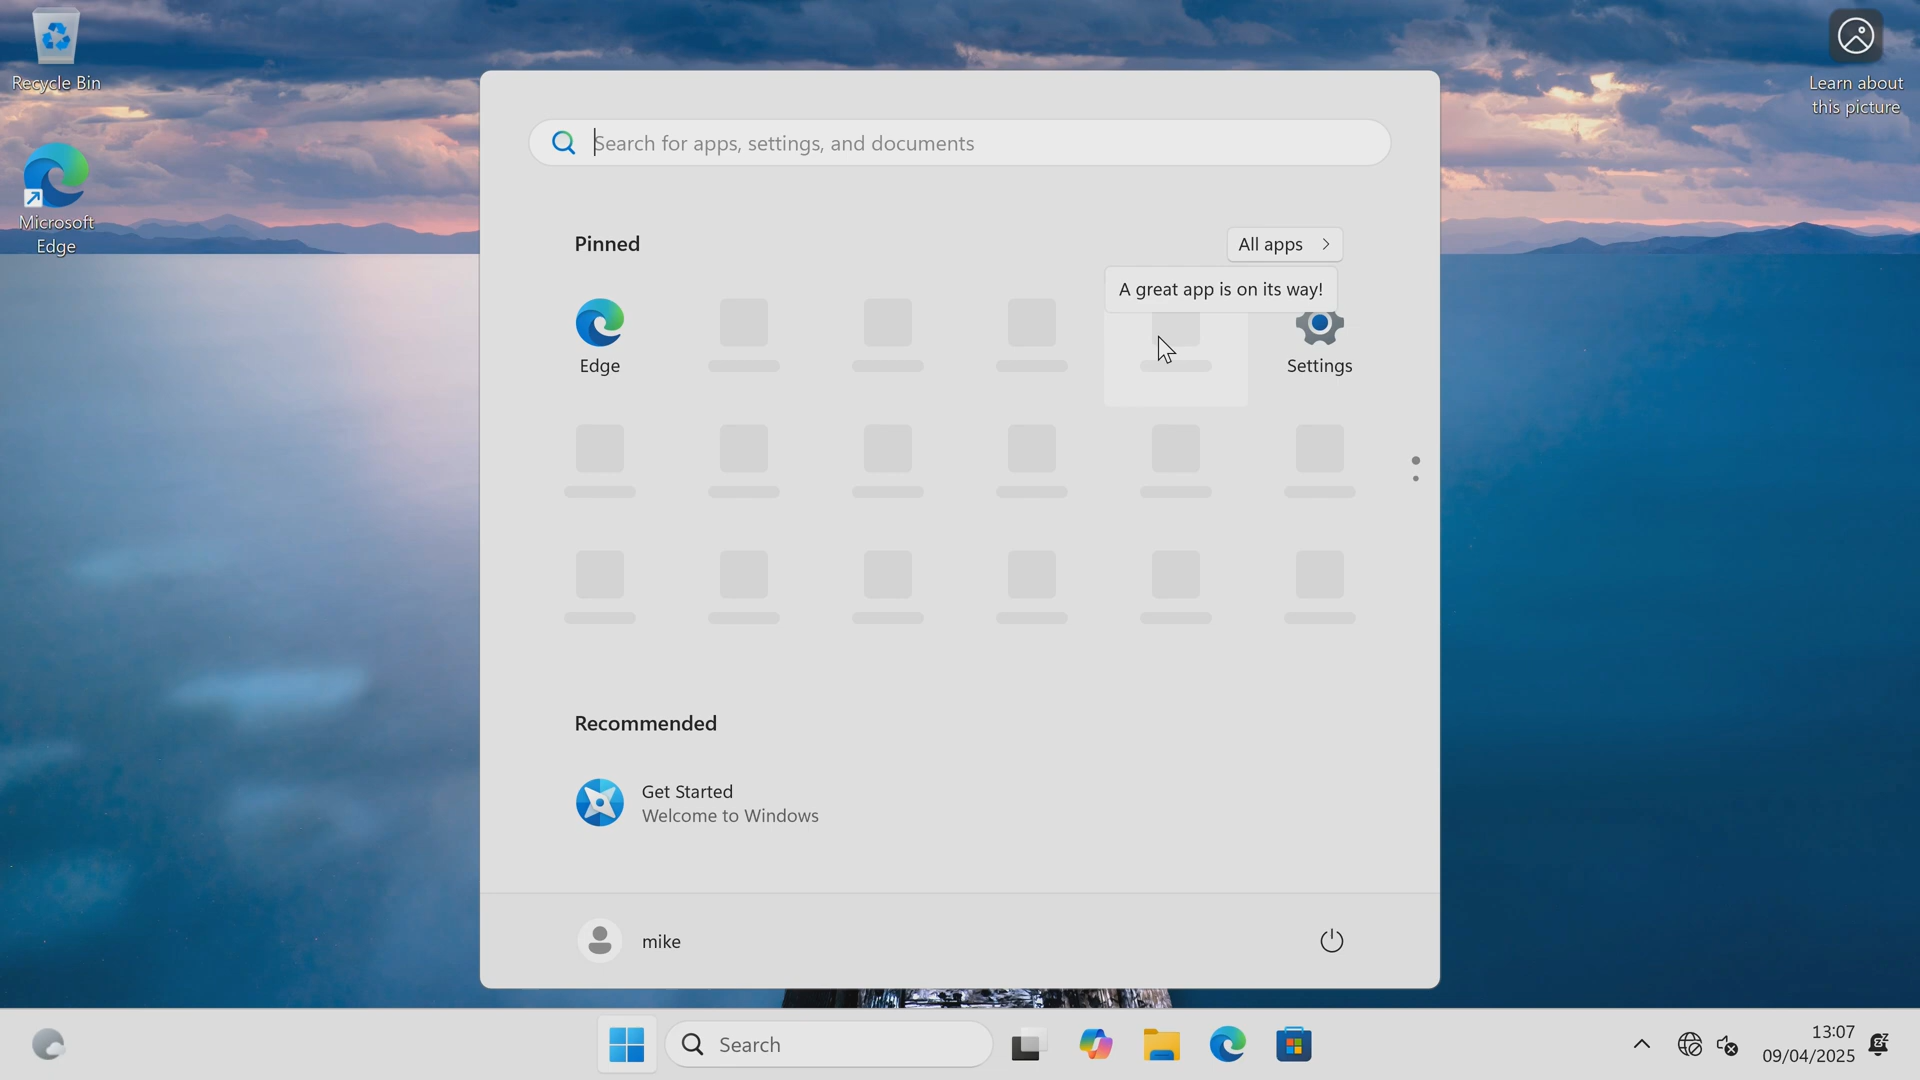 Recycle Bin
Microsoft
Edge
Learn about
this picture
Search for apps, settings, and documents
Pinned
All apps
A great app is on its way!
Edge
Settings
Recommended
Get Started
Welcome to Windows
mike
Search
13:07
09/04/2025